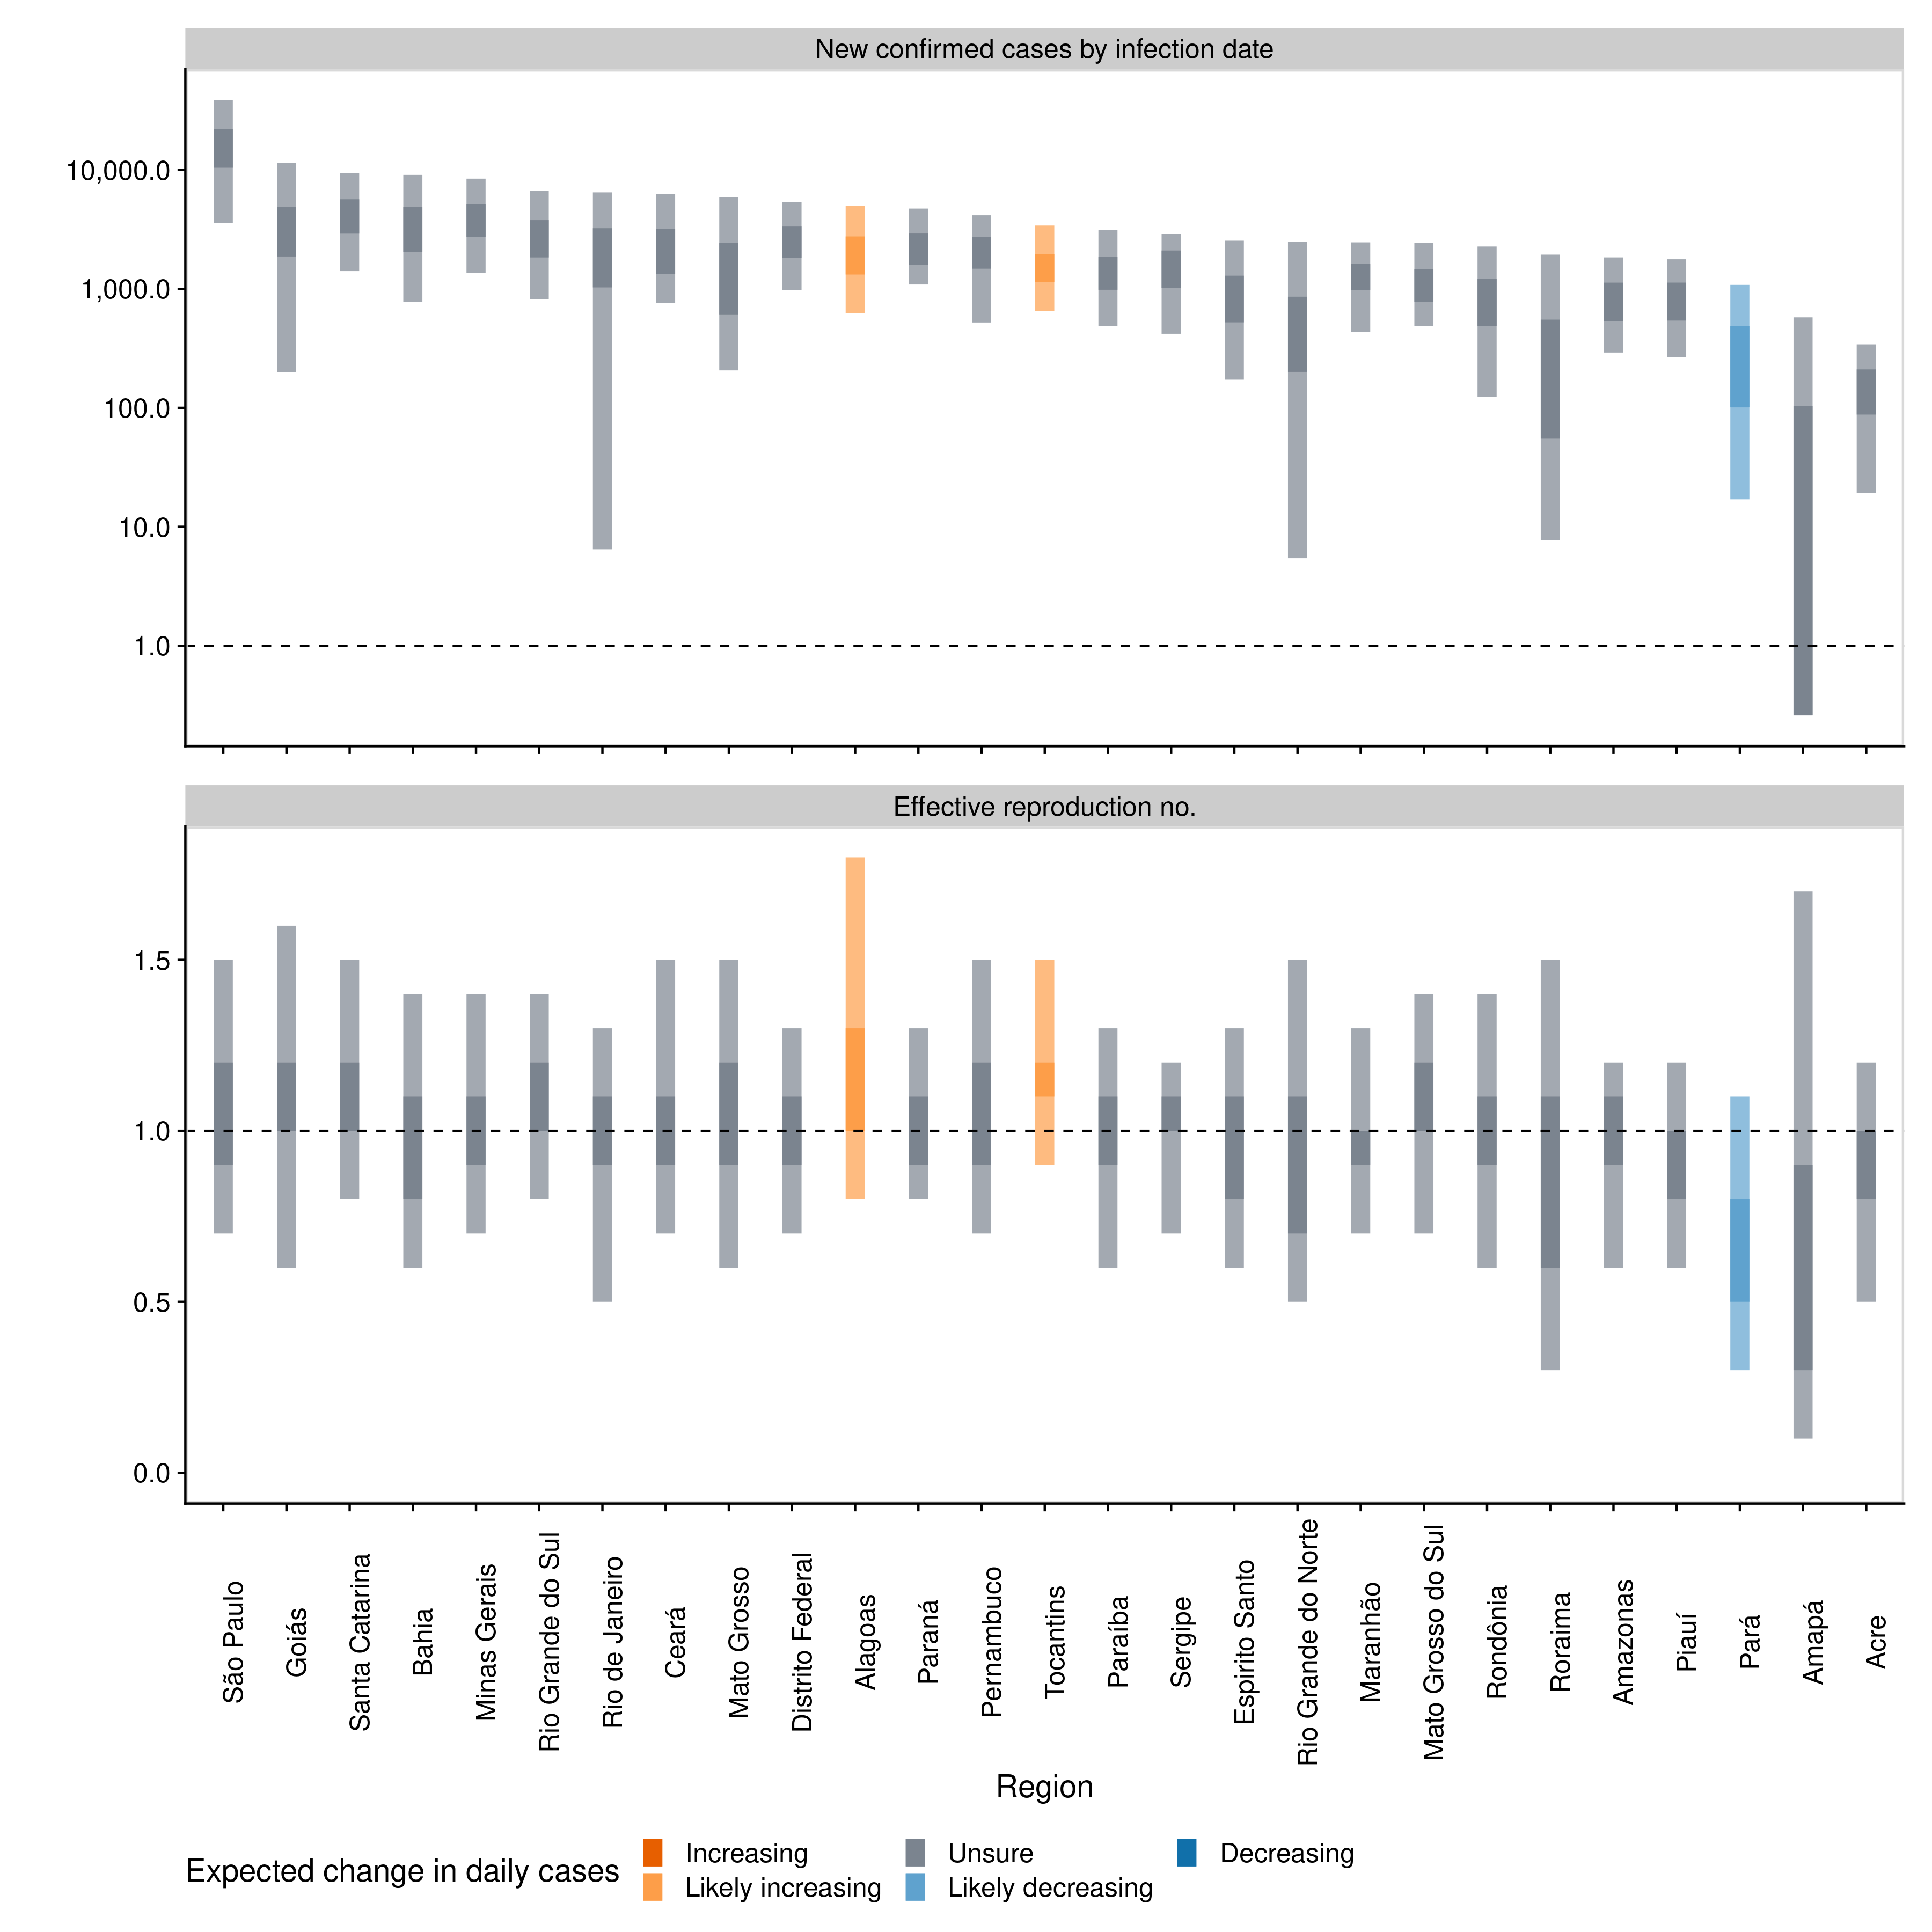 New confirmed cases by infection date
10,000.0
1,000.0
100.0
10.0
1.0
Effective reproduction no.
1.5
1.0
0.5
0.0
São Paulo
Goiás
Santa Catarina
Bahia
Minas Gerais
Rio Grande do Sul
Rio de Janeiro
Ceará
Mato Grosso
Distrito Federal
Alagoas
Paraná
Pernambuco
Tocantins
Paraíba
Sergipe
Espirito Santo
Rio Grande do Norte
Maranhão
Mato Grosso do Sul
Rondônia
Roraima
Amazonas
Piauí
Pará
Amapá
Acre
Region
Expected change in daily cases
Increasing
Likely increasing
Unsure
Likely decreasing
Decreasing